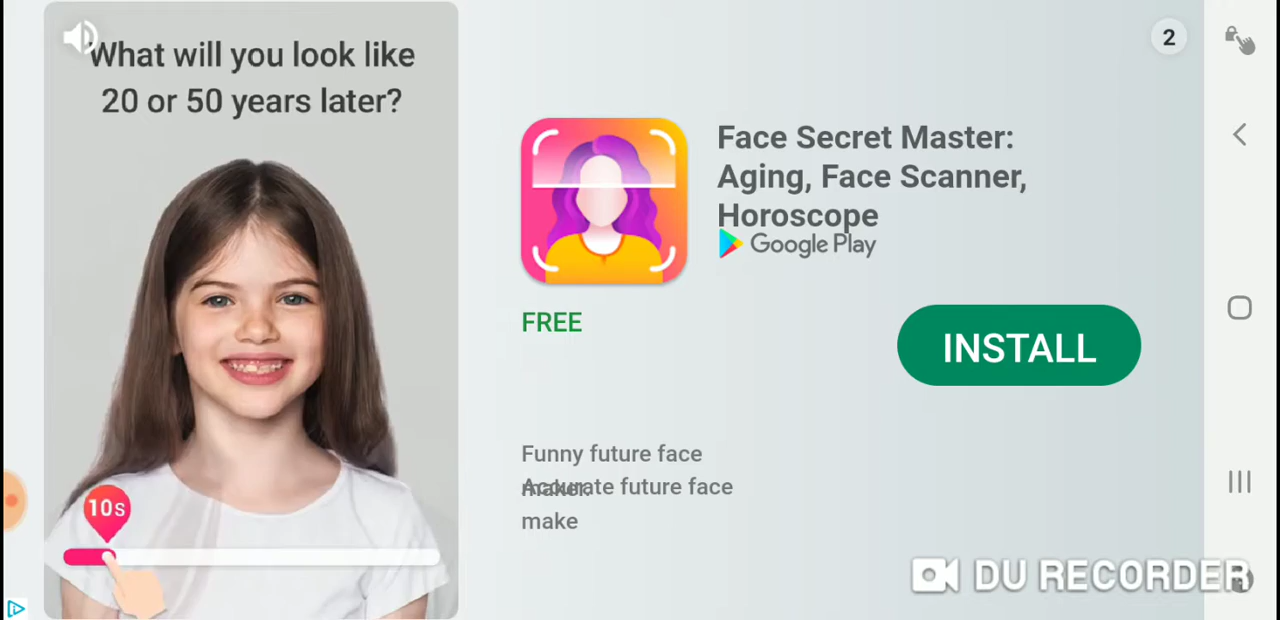 What will you look like
20 or 50 years later?
10s
2
Face Secret Master:
Aging, Face Scanner,
Horoscope
Google Play
FREE
INSTALL
Funny future face
maker.
Accurate future face
make
DU RECORDER